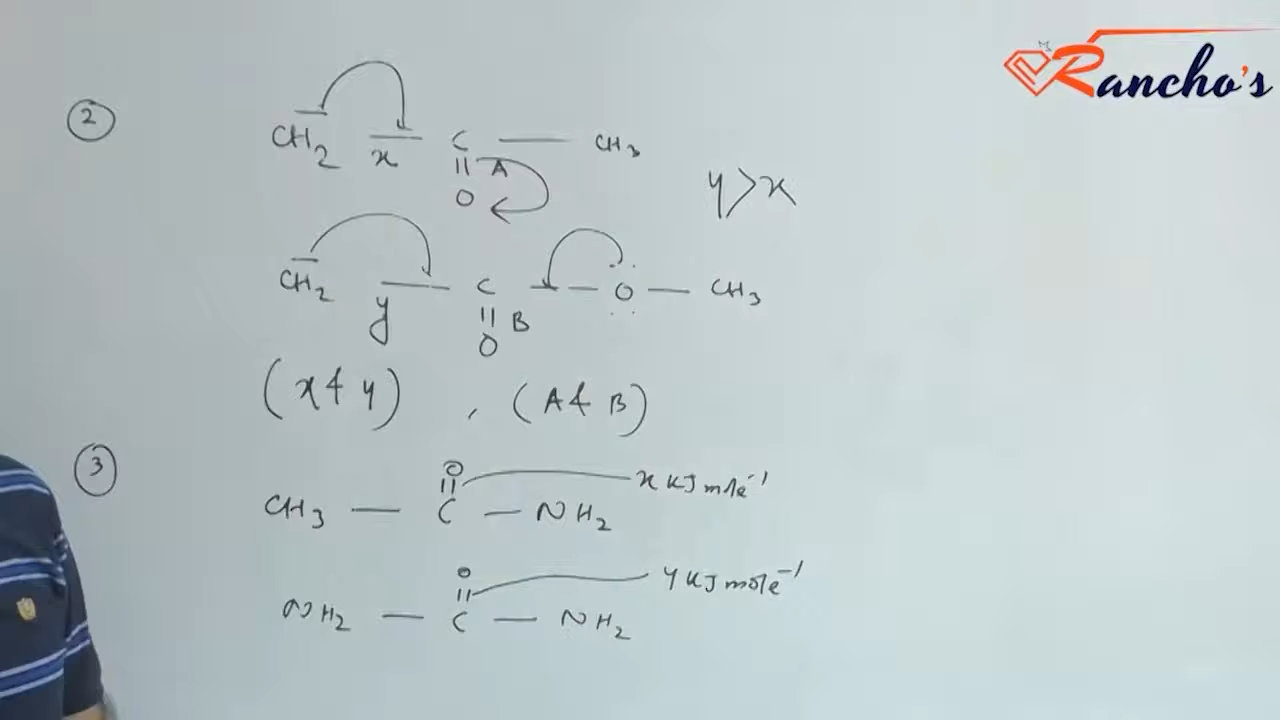 Rancho's
2
CH2 — C — CH3
x
|| A
O
y > x
CH2 — C — O — CH3
y
|| B
O
(x & y) , (A & B)
3
O
||
x KJ mole⁻¹
CH3 — C — NH2
O
||
y KJ mole⁻¹
NH2 — C — NH2